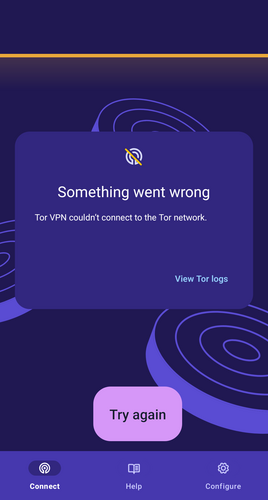 Something went wrong
Tor VPN couldn't connect to the Tor network.
View Tor logs
Try again
Connect
Help
Configure